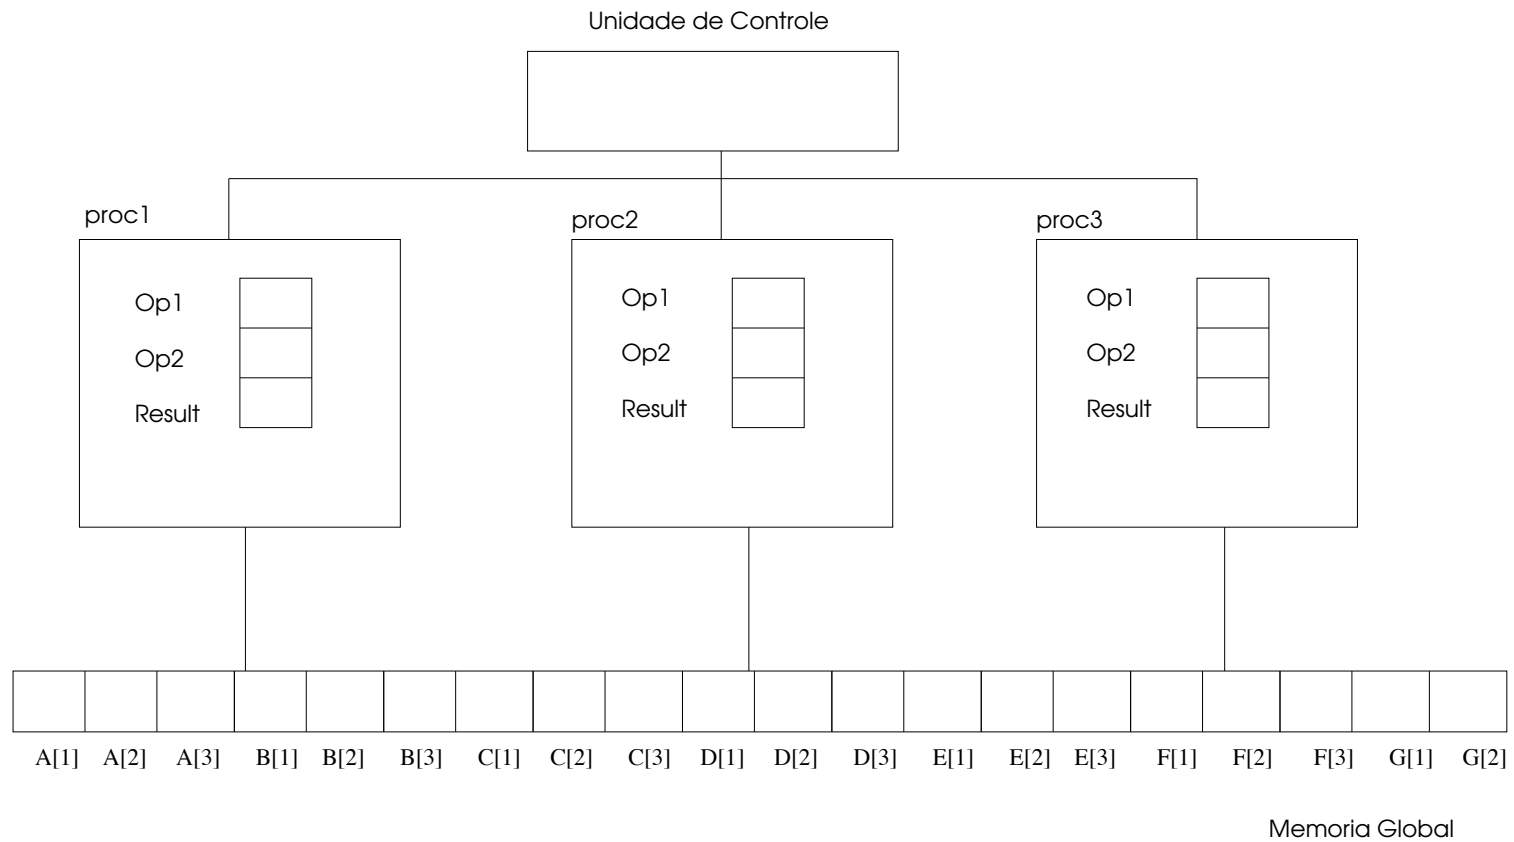 Unidade de Controle
proc1
proc2
proc3
Op1
Op2
Result
Op1
Op2
Result
Op1
Op2
Result
A[1] A[2] A[3] B[1] B[2] B[3] C[1] C[2] C[3] D[1] D[2] D[3] E[1] E[2] E[3] F[1] F[2] F[3] G[1] G[2]
Memoria Global